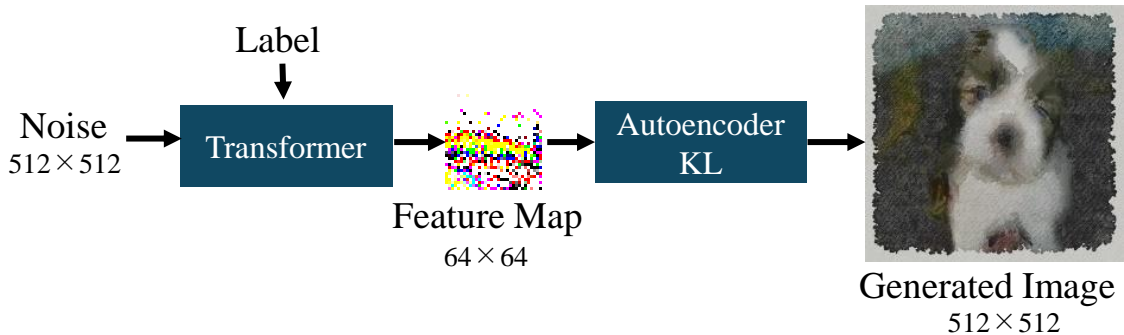 Label
Noise
512×512
Transformer
Feature Map
64×64
Autoencoder
KL
Generated Image
512×512